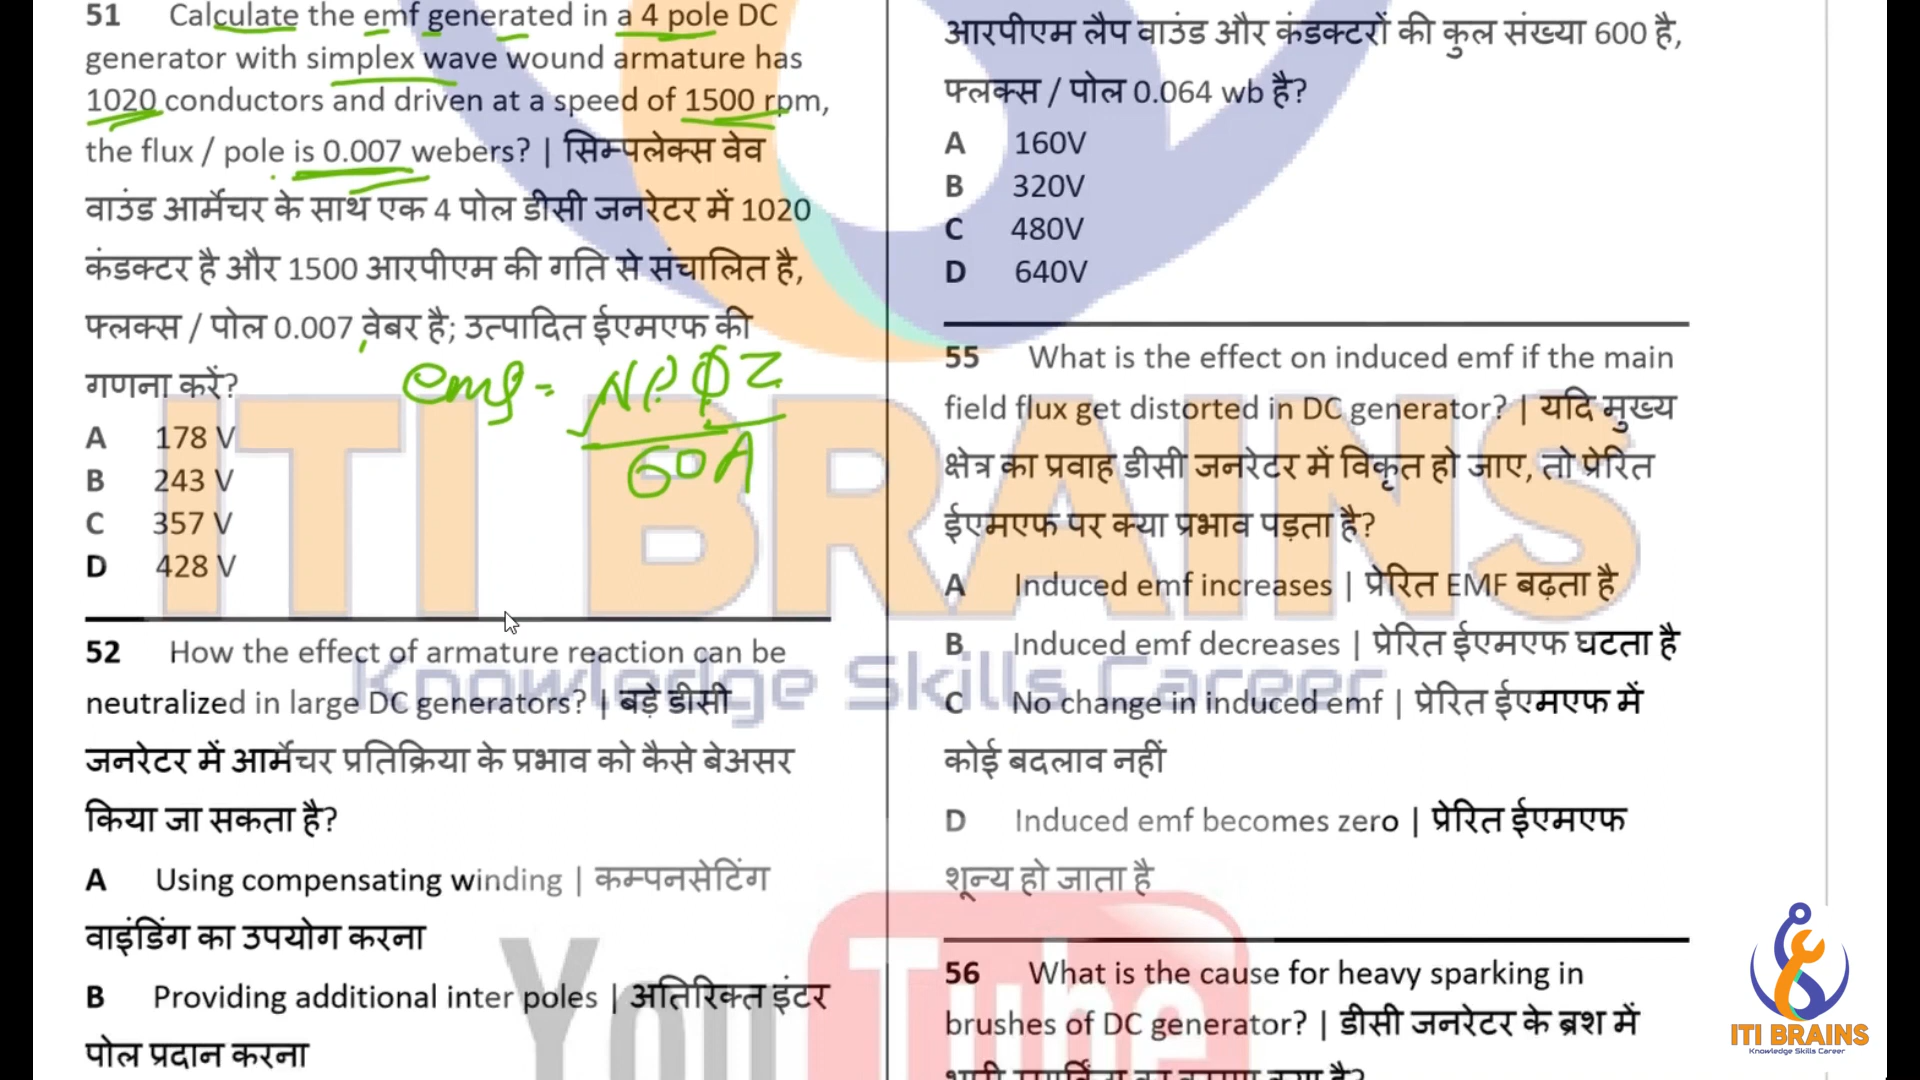 51 Calculate the emf generated in a 4 pole DC
generator with simplex wave wound armature has
1020 conductors and driven at a speed of 1500 rpm,
the flux / pole is 0.007 webers? | सिम्पलेक्स वेव
वाउंड आर्मेचर के साथ एक 4 पोल डीसी जनरेटर में 1020
कंडक्टर है और 1500 आरपीएम की गति से संचालित है,
फ्लक्स / पोल 0.007 वेबर है; उत्पादित ईएमएफ की
गणना करें?
emf = NPΦZ
60A
A 178 V
B 243 V
C 357 V
D 428 V
52 How the effect of armature reaction can be
neutralized in large DC generators? | बड़े डीसी
जनरेटर में आर्मेचर प्रतिक्रिया के प्रभाव को कैसे बेअसर
किया जा सकता है?
A Using compensating winding | कम्पनसेटिंग
वाइंडिंग का उपयोग करना
B Providing additional inter poles | अतिरिक्त इंटर
पोल प्रदान करना
आरपीएम लैप वाउंड और कंडक्टरों की कुल संख्या 600 है,
फ्लक्स / पोल 0.064 wb है?
A 160V
B 320V
C 480V
D 640V
55 What is the effect on induced emf if the main
field flux get distorted in DC generator? | यदि मुख्य
क्षेत्र का प्रवाह डीसी जनरेटर में विकृत हो जाए, तो प्रेरित
ईएमएफ पर क्या प्रभाव पड़ता है?
A Induced emf increases | प्रेरित EMF बढ़ता है
B Induced emf decreases | प्रेरित ईएमएफ घटता है
C No change in induced emf | प्रेरित ईएमएफ में
कोई बदलाव नहीं
D Induced emf becomes zero | प्रेरित ईएमएफ
शून्य हो जाता है
56 What is the cause for heavy sparking in
brushes of DC generator? | डीसी जनरेटर के ब्रश में
ITI BRAINS
Knowledge Skills Career
YouTube
ITI BRAINS
Knowledge Skills Career